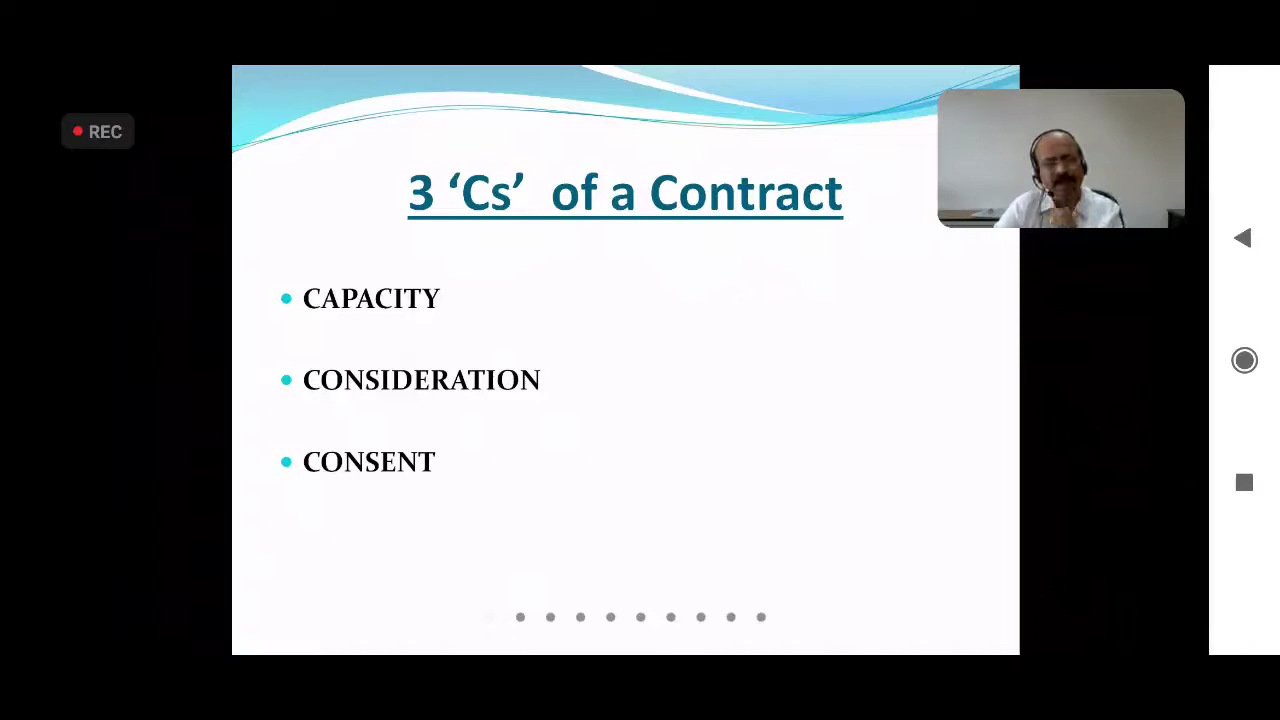 REC
3 ‘Cs’ of a Contract
CAPACITY
CONSIDERATION
CONSENT